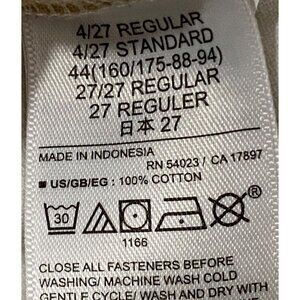 4/27 REGULAR
4/27 STANDARD
44(160/175-88-94)
27/27 REGULAR
27 REGULER
日本 27
MADE IN INDONESIA
RN 54023 / CA 17897
■ US/GB/EG : 100% COTTON
30
®
1166
CLOSE ALL FASTENERS BEFORE
WASHING/ MACHINE WASH COLD
GENTLE CYCLE/ WASH AND DRY WITH